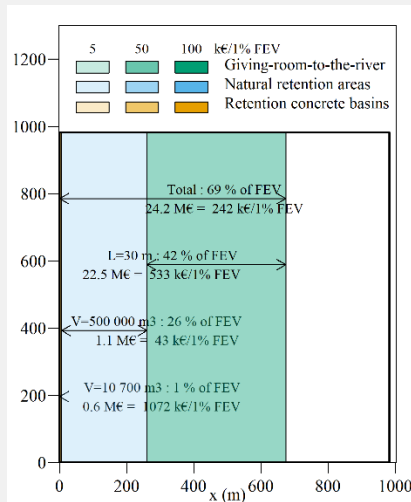 1200
5 50 100 k€/1% FEV
Giving-room-to-the-river
Natural retention areas
Retention concrete basins
1000
800
Total : 69 % of FEV
24.2 M€ = 242 k€/1% FEV
600
L=30 m : 42 % of FEV
22.5 M€ = 533 k€/1% FEV
400
V=500 000 m3 : 26 % of FEV
1.1 M€ = 43 k€/1% FEV
200
V=10 700 m3 : 1 % of FEV
0.6 M€ = 1072 k€/1% FEV
0
0 200 400 600 800 1000
x (m)